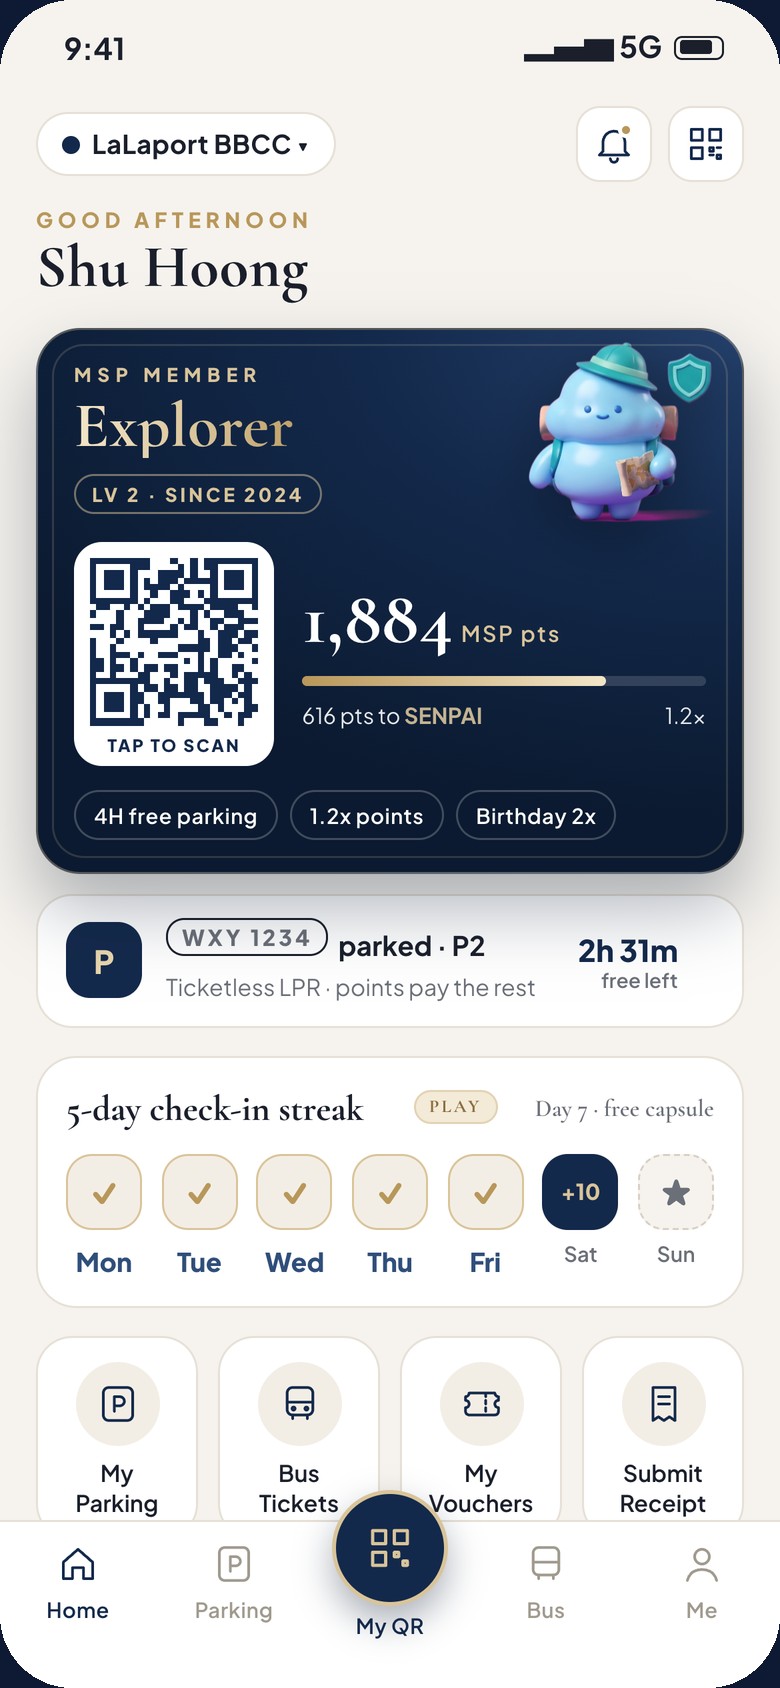 9:41
5G
LaLaport BBCC ▾
GOOD AFTERNOON
Shu Hoong
MSP MEMBER
Explorer
LV 2 · SINCE 2024
1,884 MSP pts
616 pts to SENPAI
1.2×
TAP TO SCAN
4H free parking
1.2x points
Birthday 2x
P
WXY 1234 parked · P2
Ticketless LPR · points pay the rest
2h 31m
free left
5-day check-in streak
PLAY
Day 7 · free capsule
+10
Mon
Tue
Wed
Thu
Fri
Sat
Sun
P
My
Parking
Bus
Tickets
My
Vouchers
Submit
Receipt
Home
P
Parking
My QR
Bus
Me